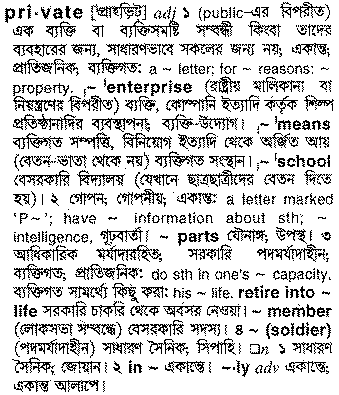 pri·vate [প্রাইভ়িট্] adj ১ (public-এর বিপরীত)
এক ব্যক্তি বা ব্যক্তিসমষ্টি সম্বন্ধী কিংবা তাদের
ব্যবহারের জন্য, সাধারণভাবে সকলের জন্য নয়, একান্ত;
প্রাতিজনিক, ব্যক্তিগত: a ~ letter; for ~ reasons; ~
property. ,~ 'enterprise (রাষ্ট্রীয় মালিকানা বা
নিয়ন্ত্রণের বিপরীত) ব্যক্তি, কোম্পানি ইত্যাদি কর্তৃক শিল্প
প্রতিষ্ঠানাদির ব্যবস্থাপনা; ব্যক্তি-উদ্যোগ। ,~ 'means
ব্যক্তিগত সম্পত্তি, বিনিয়োগ ইত্যাদি থেকে অর্জিত আয়
(বেতন-ভাতা থেকে নয়) ব্যক্তিগত সংস্থান। ,~ 'school
বেসরকারি বিদ্যালয় (যেখানে ছাত্রছাত্রীদের বেতন দিতে
হয়)। ২ গোপন; গোপনীয়; একান্ত: a letter marked
'P~'; have ~ information about sth; ~
intelligence, গূঢ়বার্তা। ~ parts যৌনাঙ্গ; উপস্থ। ৩
আধিকারিক মর্যাদারহিত; সরকারি পদমর্যাদাহীন;
ব্যক্তিগত; প্রাতিজনিক: do sth in one's ~ capacity,
ব্যক্তিগত সামর্থ্যে কিছু করা; his ~ life. retire into ~
life সরকারি চাকরি থেকে অবসর নেওয়া। ~ member
(লোকসভা সম্বন্ধে) বেসরকারি সদস্য। ৪ ~ (soldier)
(পদমর্যাদাহীন) সাধারণ সৈনিক; সিপাহি। □n ১ সাধারণ
সৈনিক; জোয়ান। ২ in ~ একান্তে। ~·ly adv একান্তে;
একান্ত আলাপে।